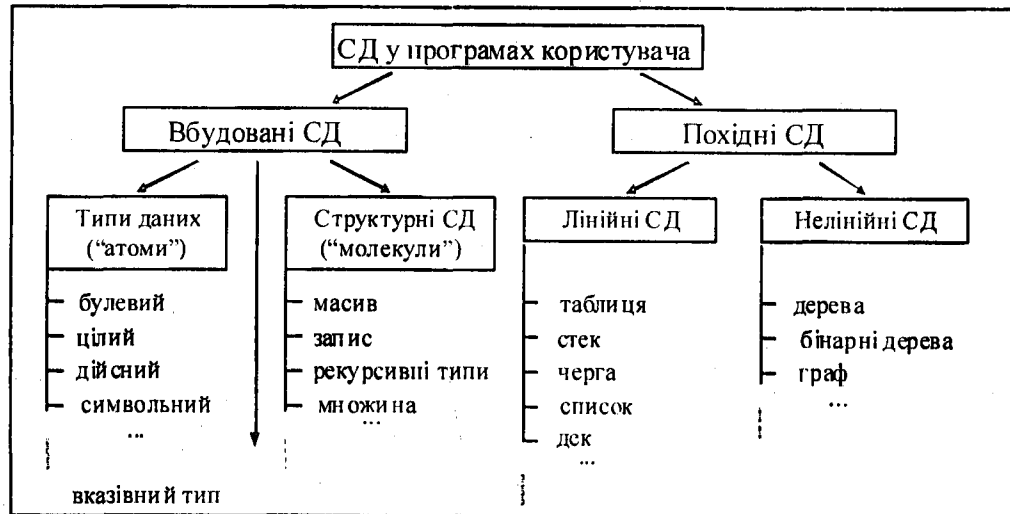 СД у програмах користувача
Вбудовані СД
Похідні СД
Типи даних
(“атоми”)
булевий
цілий
дійсний
символьний
...
вказівний тип
Структурні СД
(“молекули”)
масив
запис
рекурсивні типи
множина
...
Лінійні СД
таблиця
стек
черга
список
дек
...
Нелінійні СД
дерева
бінарні дерева
граф
...